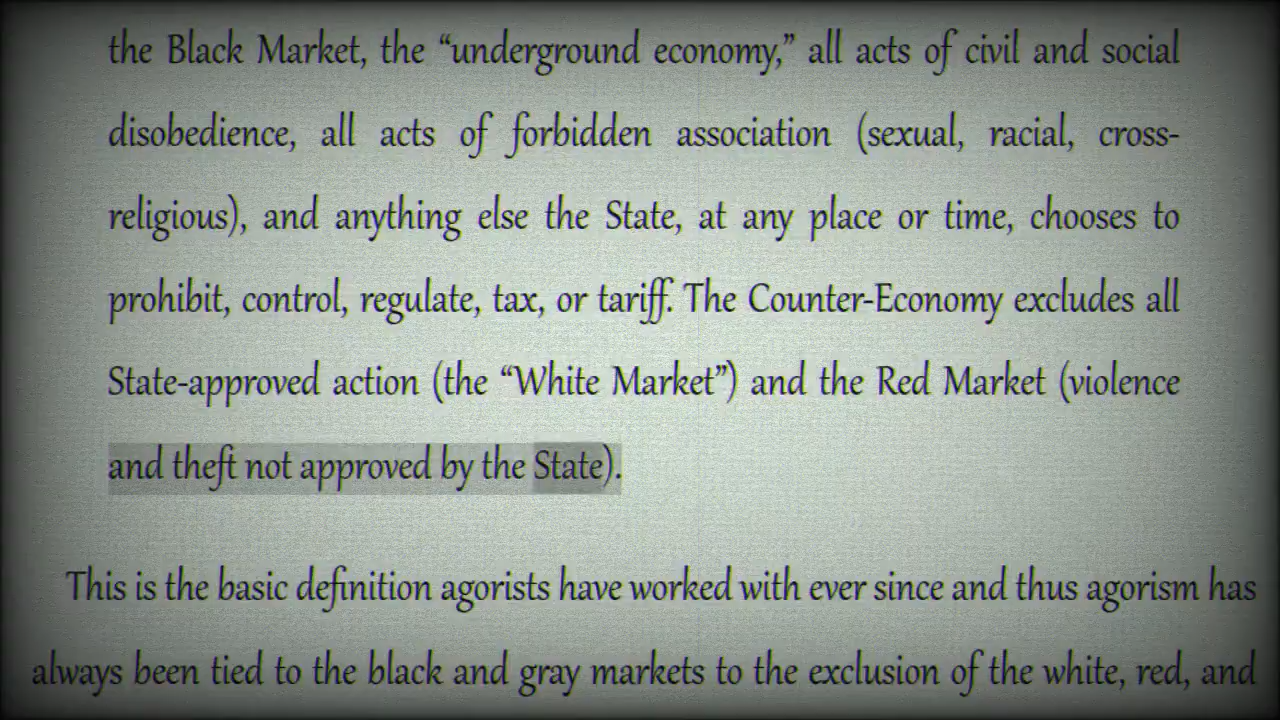 the Black Market, the “underground economy,” all acts of civil and social
disobedience, all acts of forbidden association (sexual, racial, cross-
religious), and anything else the State, at any place or time, chooses to
prohibit, control, regulate, tax, or tariff. The Counter-Economy excludes all
State-approved action (the “White Market”) and the Red Market (violence
and theft not approved by the State).
This is the basic definition agorists have worked with ever since and thus agorism has
always been tied to the black and gray markets to the exclusion of the white, red, and